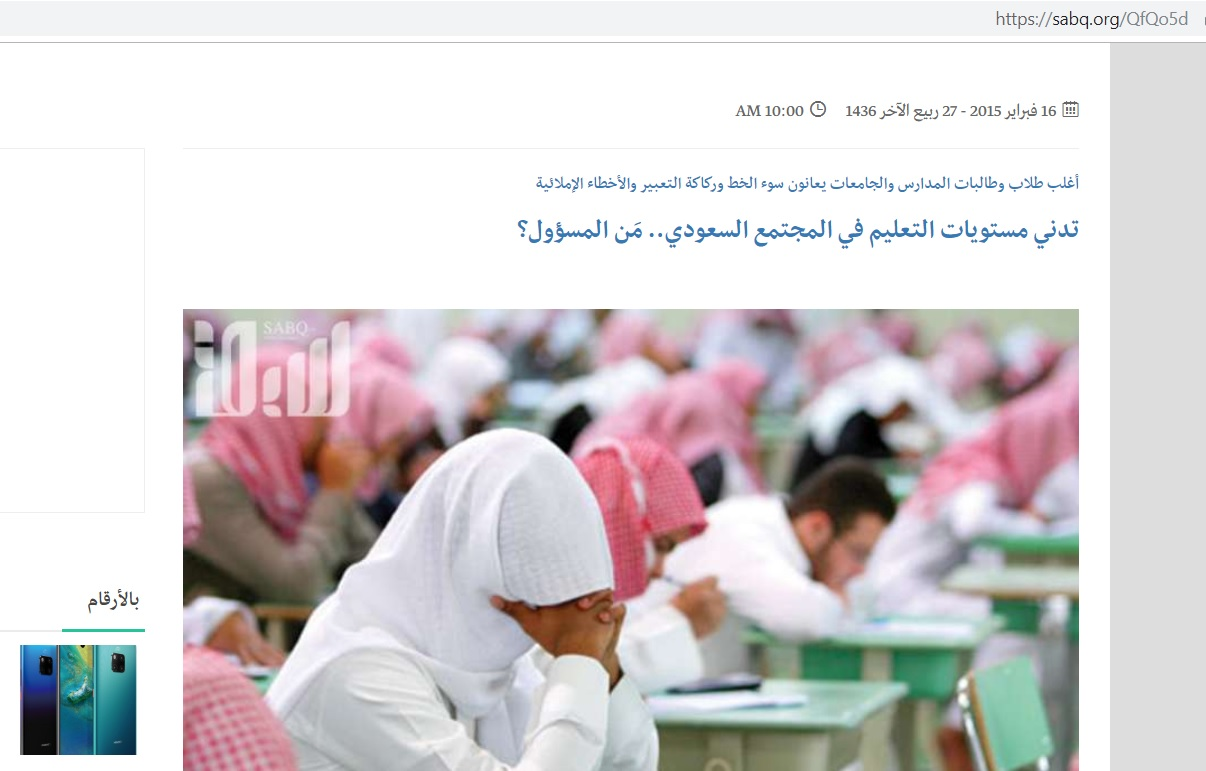 https://sabq.org/QfQo5d
16 فبراير 2015 - 27 ربيع الآخر 1436 10:00 AM
أغلب طلاب وطالبات المدارس والجامعات يعانون سوء الخط وركاكة التعبير والأخطاء الإملائية
تدني مستويات التعليم في المجتمع السعودي.. مَن المسؤول؟
SABQ
سبق
بالأرقام